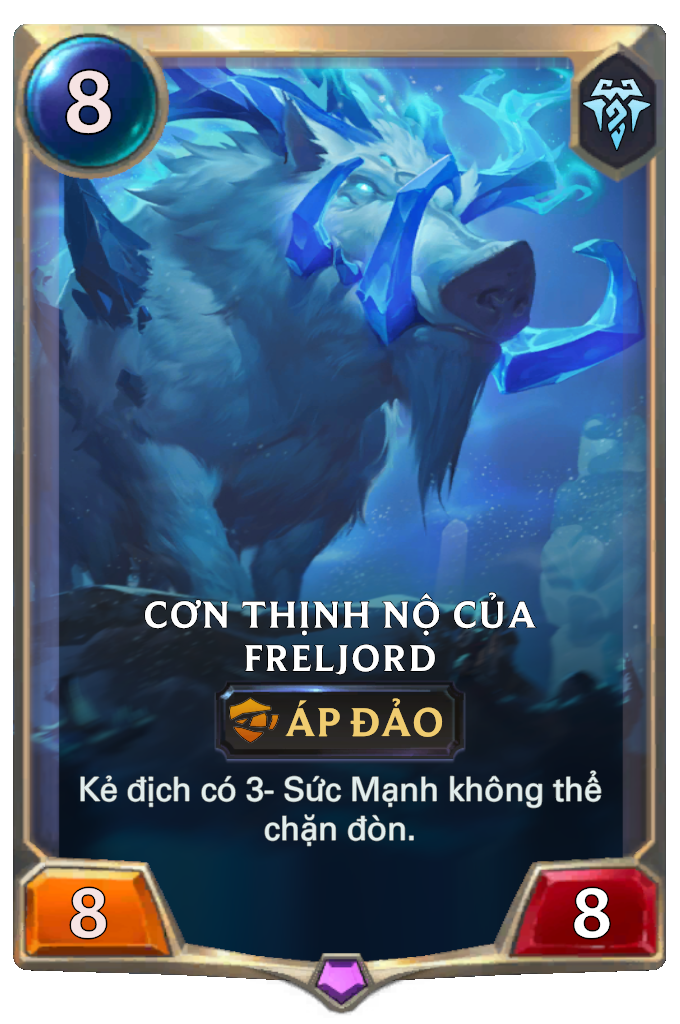 8
CƠN THỊNH NỘ CỦA
FRELJORD
ÁP ĐẢO
Kẻ địch có 3- Sức Mạnh không thể
chặn đòn.
8
8